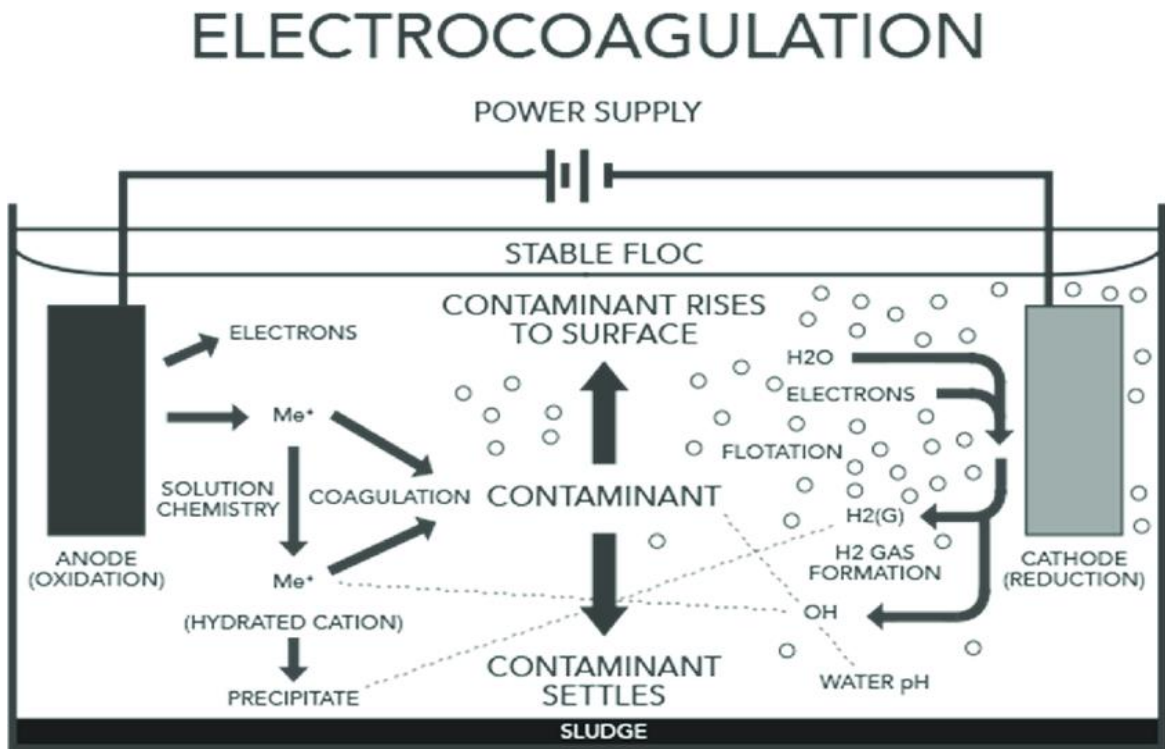 ELECTROCOAGULATION
POWER SUPPLY
STABLE FLOC
CONTAMINANT RISES
TO SURFACE
ELECTRONS
H2O
ELECTRONS
Me⁺
FLOTATION
SOLUTION
CHEMISTRY
COAGULATION
CONTAMINANT
H2(G)
ANODE
(OXIDATION)
H2 GAS
FORMATION
CATHODE
(REDUCTION)
Me⁺
(HYDRATED CATION)
OH
CONTAMINANT
SETTLES
WATER pH
PRECIPITATE
SLUDGE